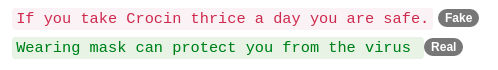 If you take Crocin thrice a day you are safe. Fake
Wearing mask can protect you from the virus Real